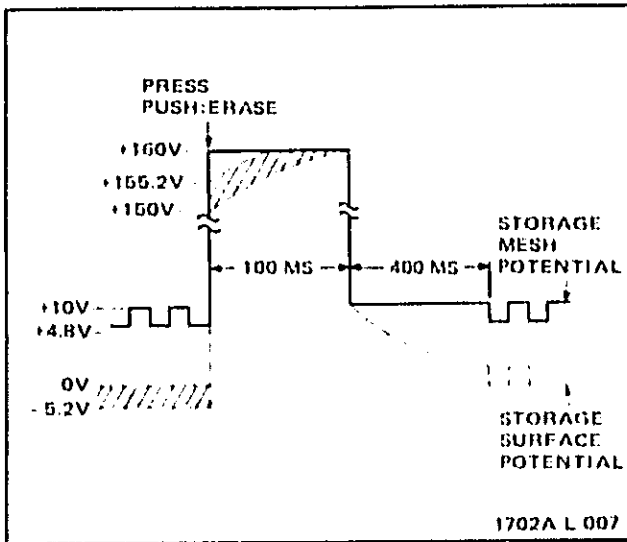 PRESS
PUSH:ERASE
+160V
+155.2V
+150V
100 MS
400 MS
STORAGE
MESH
POTENTIAL
+10V
+4.8V
0V
-5.2V
STORAGE
SURFACE
POTENTIAL
1702A L 007